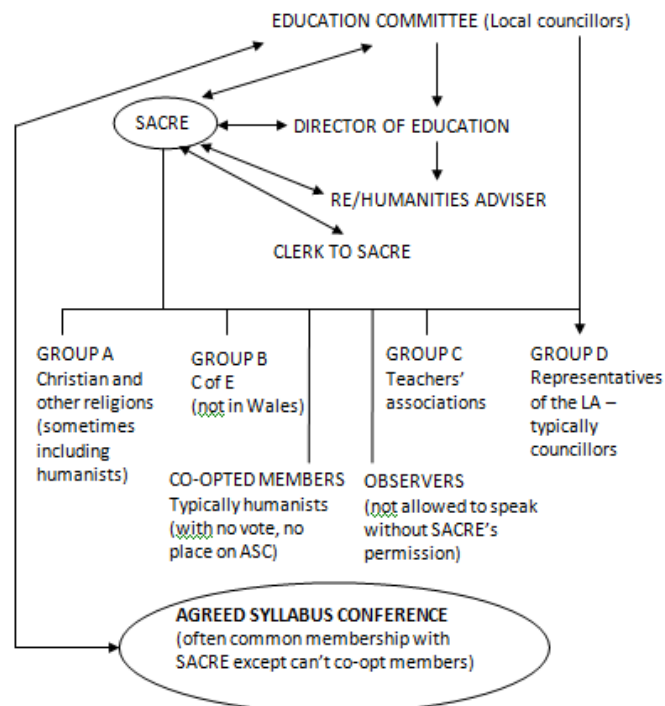 EDUCATION COMMITTEE (Local councillors)
SACRE
DIRECTOR OF EDUCATION
RE/HUMANITIES ADVISER
CLERK TO SACRE
GROUP A
Christian and
other religions
(sometimes
including
humanists)
GROUP B
C of E
(not in Wales)
GROUP C
Teachers'
associations
GROUP D
Representatives
of the LA –
typically
councillors
CO-OPTED MEMBERS
Typically humanists
(with no vote, no
place on ASC)
OBSERVERS
(not allowed to speak
without SACRE's
permission)
AGREED SYLLABUS CONFERENCE
(often common membership with
SACRE except can't co-opt members)